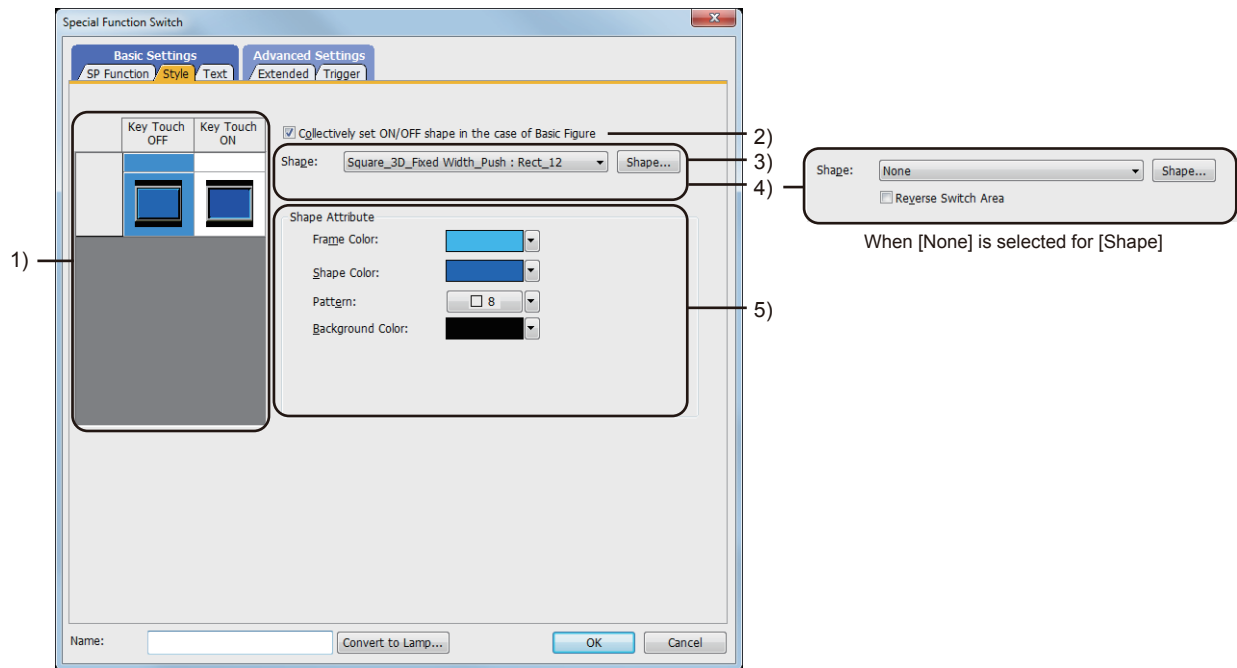 Special Function Switch
Basic Settings
Advanced Settings
SP Function
Style
Text
Extended
Trigger
Key Touch OFF
Key Touch ON
Collectively set ON/OFF shape in the case of Basic Figure
Shape:
Square_3D_Fixed Width_Push : Rect_12
Shape...
Shape Attribute
Frame Color:
Shape Color:
Pattern:
8
Background Color:
Name:
Convert to Lamp...
OK
Cancel
1)
2)
3)
4)
5)
Shape:
None
Shape...
Reverse Switch Area
When [None] is selected for [Shape]